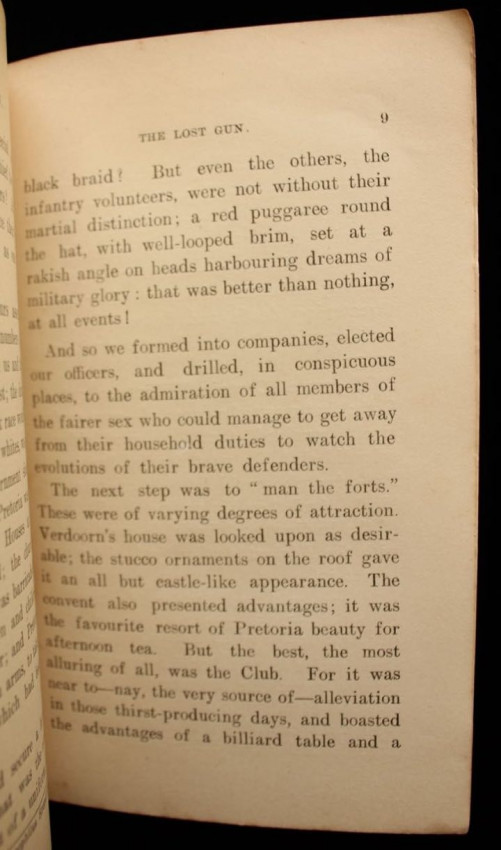 THE LOST GUN.
9
black braid? But even the others, the
infantry volunteers, were not without their
martial distinction; a red puggaree round
the hat, with well-looped brim, set at a
rakish angle on heads harbouring dreams of
military glory: that was better than nothing,
at all events!
And so we formed into companies, elected
our officers, and drilled, in conspicuous
places, to the admiration of all members of
the fairer sex who could manage to get away
from their household duties to watch the
evolutions of their brave defenders.
The next step was to "man the forts."
These were of varying degrees of attraction.
Verdoorn's house was looked upon as desir-
able; the stucco ornaments on the roof gave
it an all but castle-like appearance. The
convent also presented advantages; it was
the favourite resort of Pretoria beauty for
afternoon tea. But the best, the most
alluring of all, was the Club. For it was
near to—nay, the very source of—alleviation
in those thirst-producing days, and boasted
the advantages of a billiard table and a